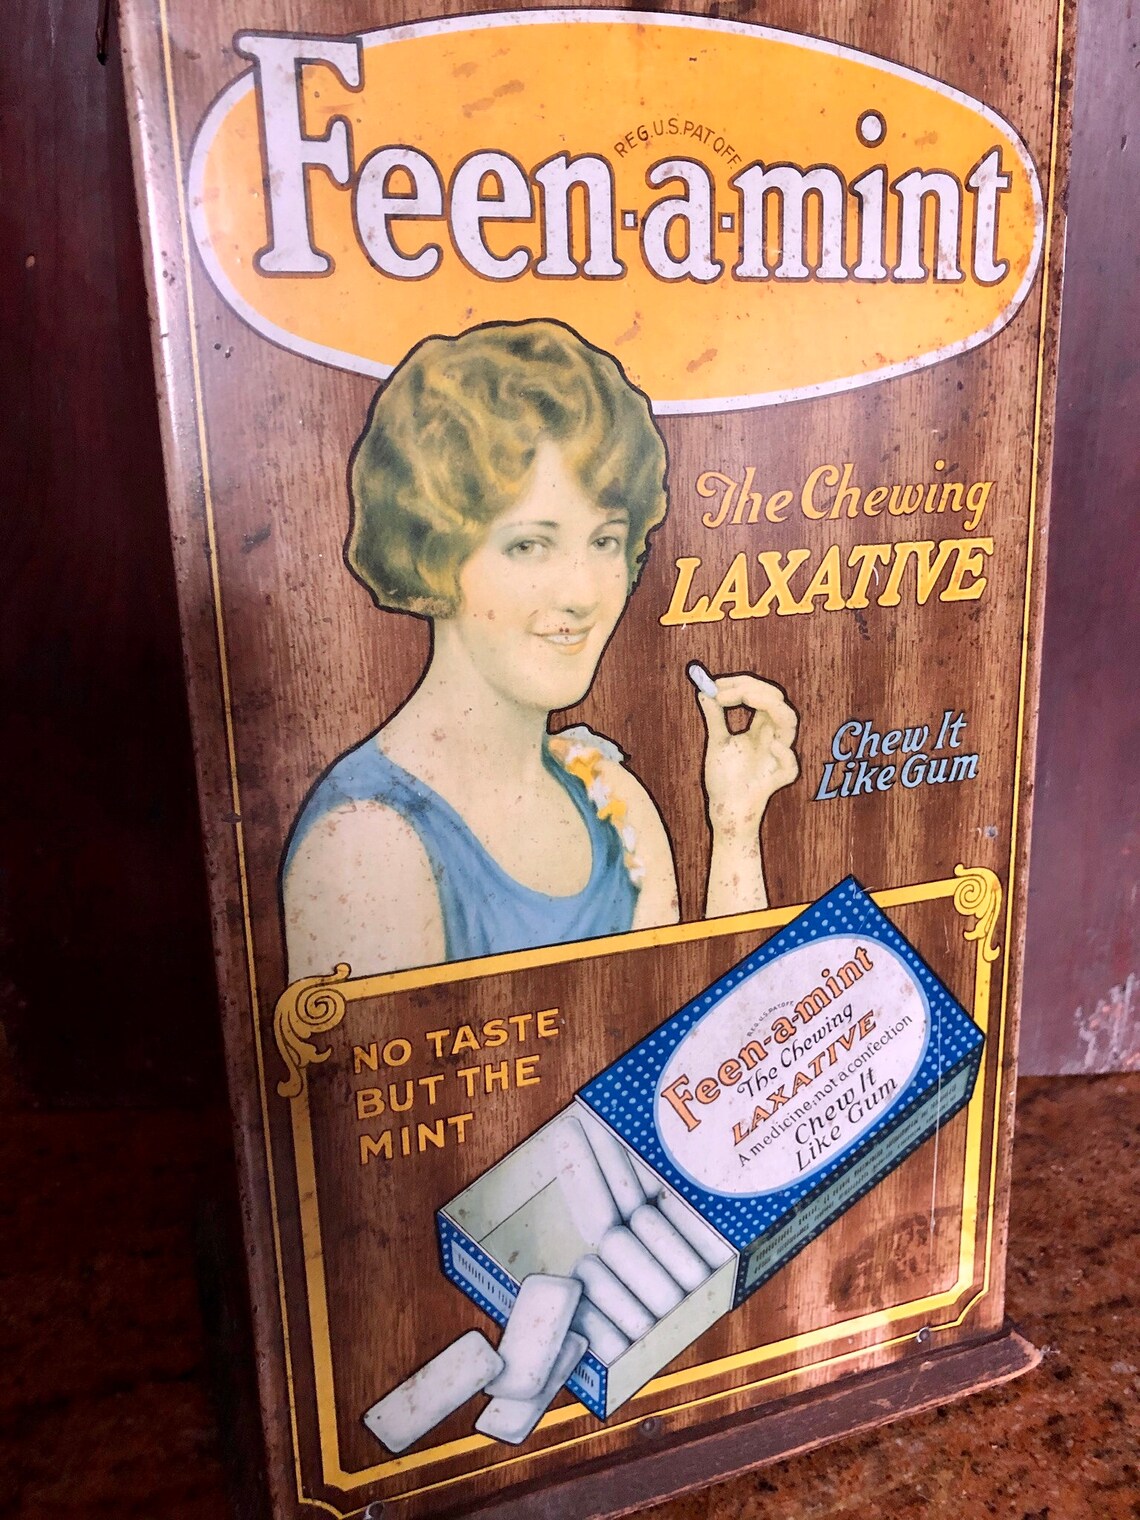 REG.U.S.PAT OFF.
Feen-a-mint
The Chewing
LAXATIVE
Chew It
Like Gum
NO TASTE
BUT THE
MINT
Feen-a-mint
REG. U.S. PAT. OFF.
The Chewing
LAXATIVE
A medicine, not a confection
Chew It
Like Gum